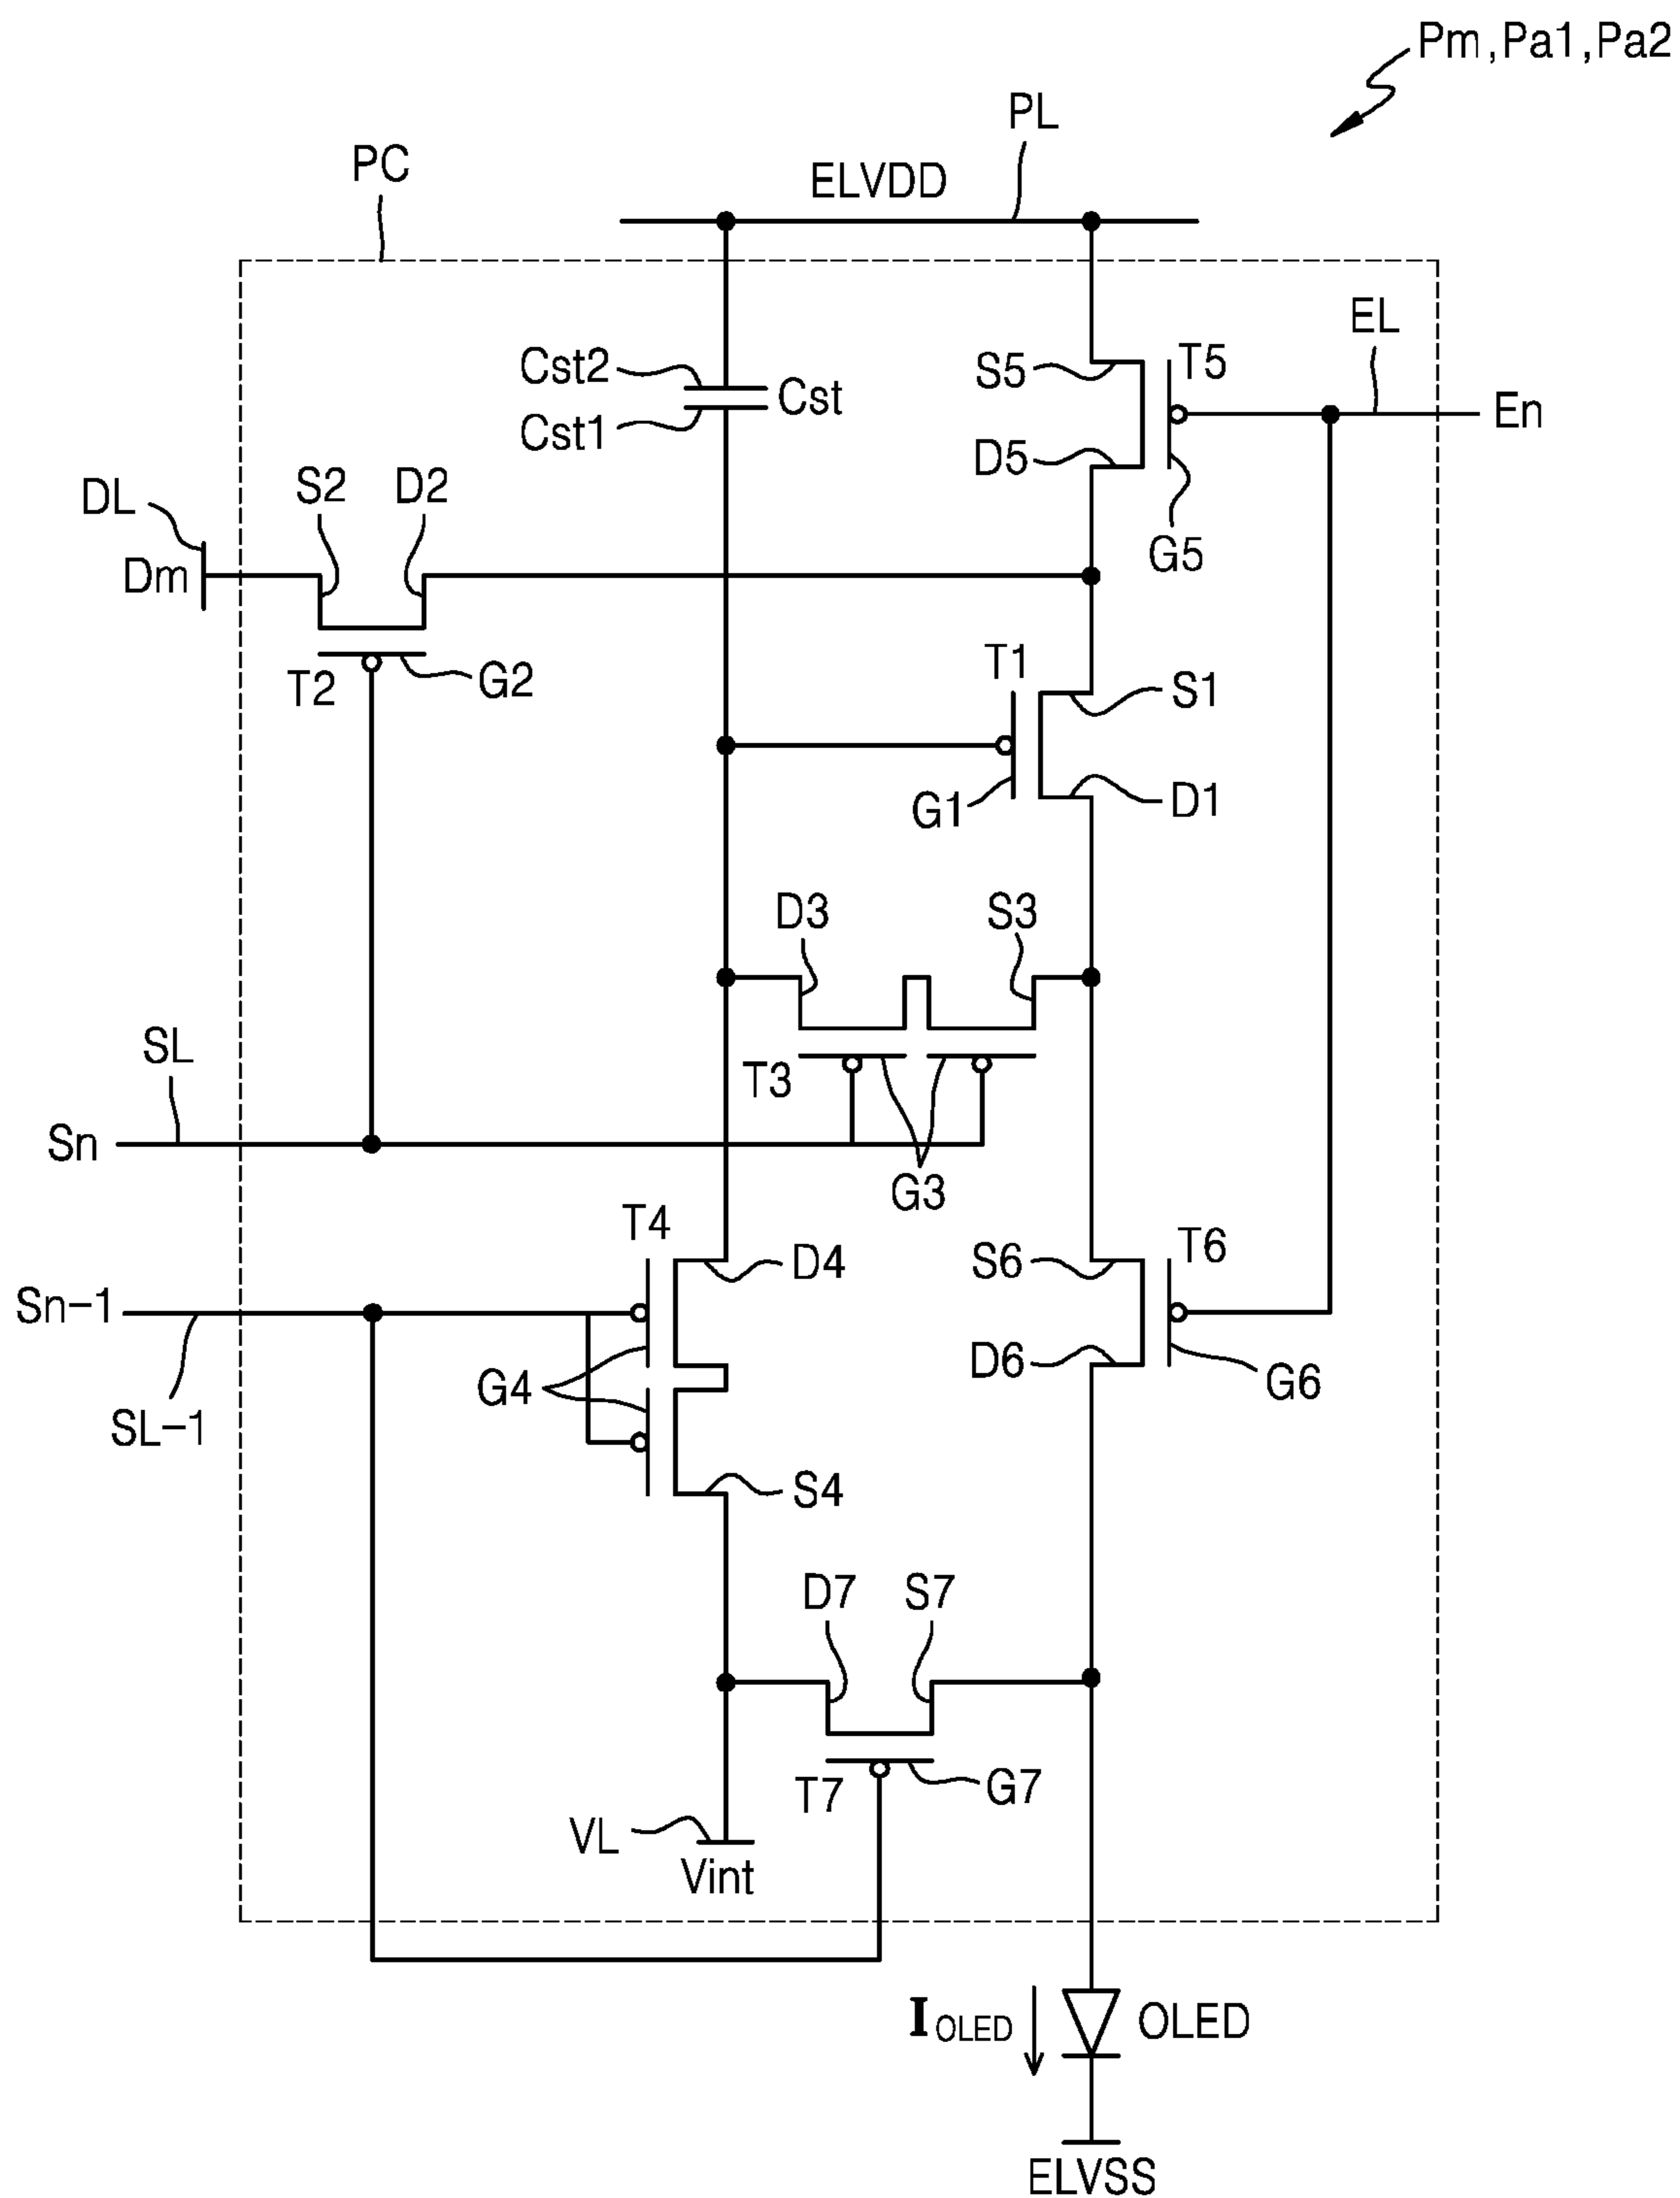 Pm,Pa1,Pa2
PL
PC
ELVDD
EL
Cst2
Cst
Cst1
S5
T5
En
D5
G5
DL
S2
D2
Dm
T2
G2
T1
S1
G1
D1
D3
S3
SL
T3
Sn
G3
T4
D4
S6
T6
Sn-1
G4
D6
G6
SL-1
S4
D7
S7
T7
G7
VL
Vint
IOLED
OLED
ELVSS